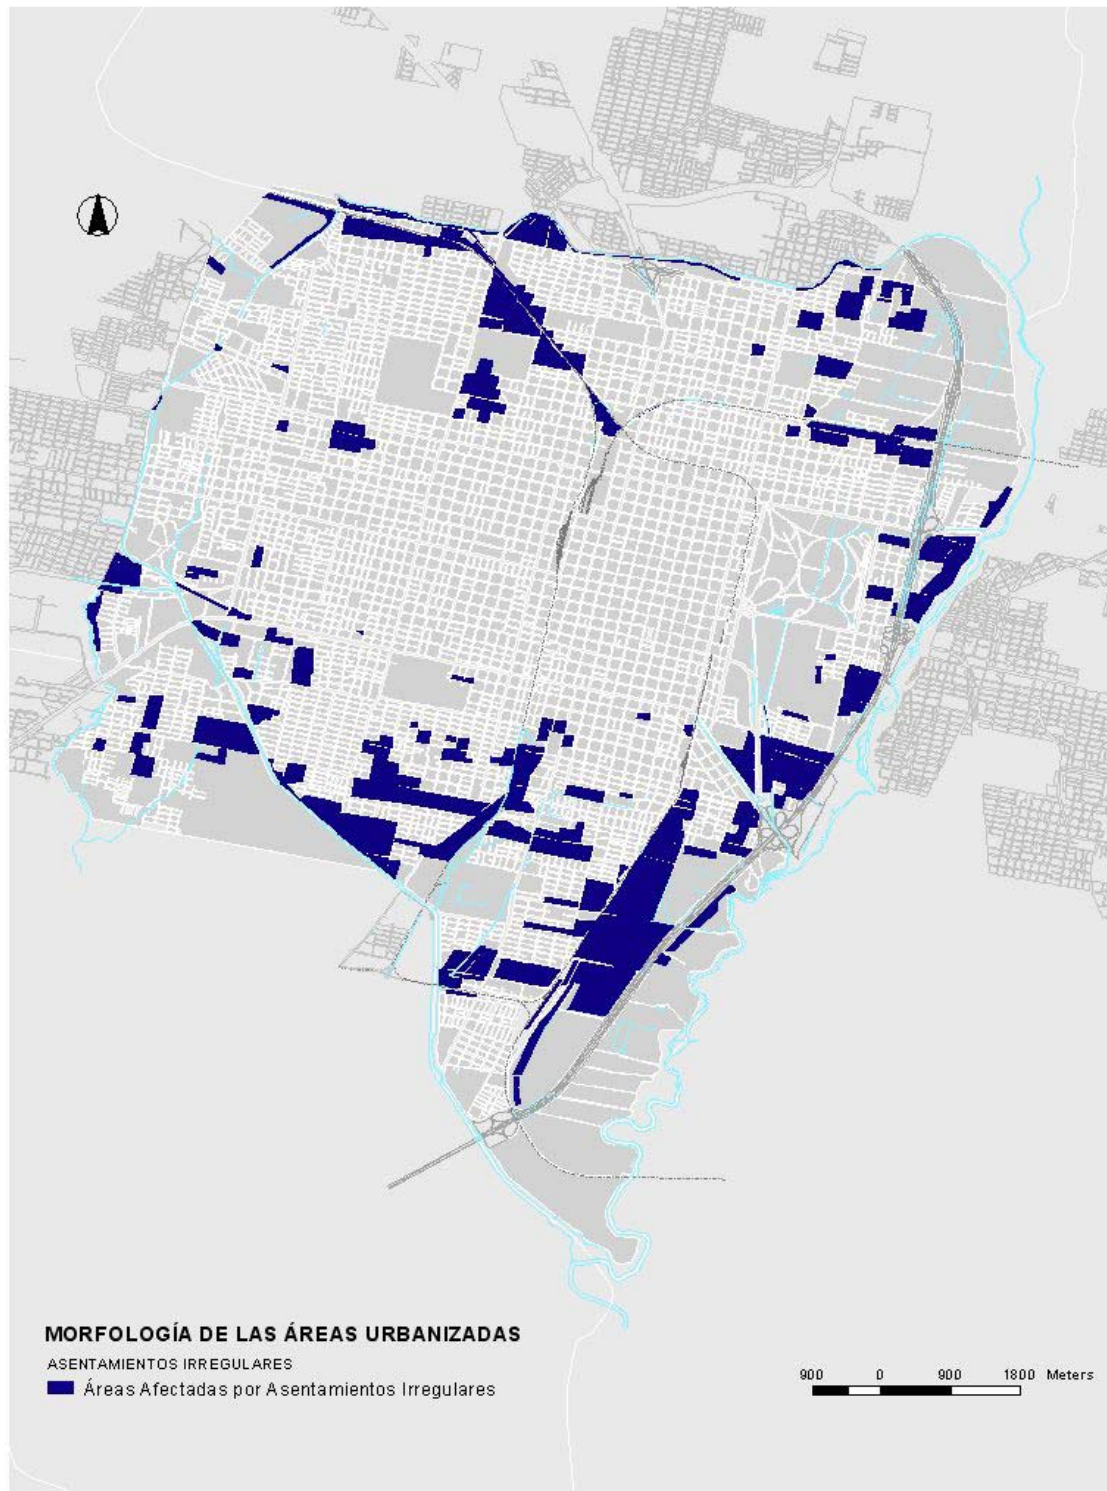 MORFOLOGÍA DE LAS ÁREAS URBANIZADAS
ASENTAMIENTOS IRREGULARES
Áreas Afectadas por Asentamientos Irregulares
900 0 900 1800 Meters